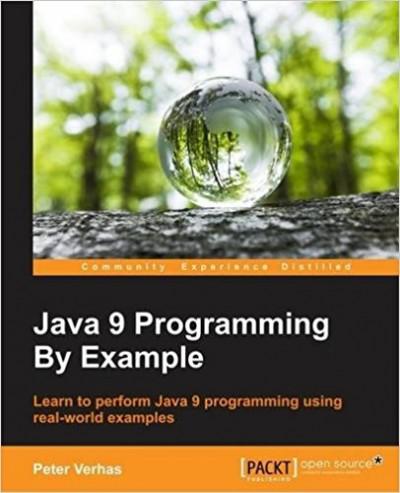 Community Experience Distilled
Java 9 Programming
By Example
Learn to perform Java 9 programming using
real-world examples
Peter Verhas
[PACKT] open source*
PUBLISHING